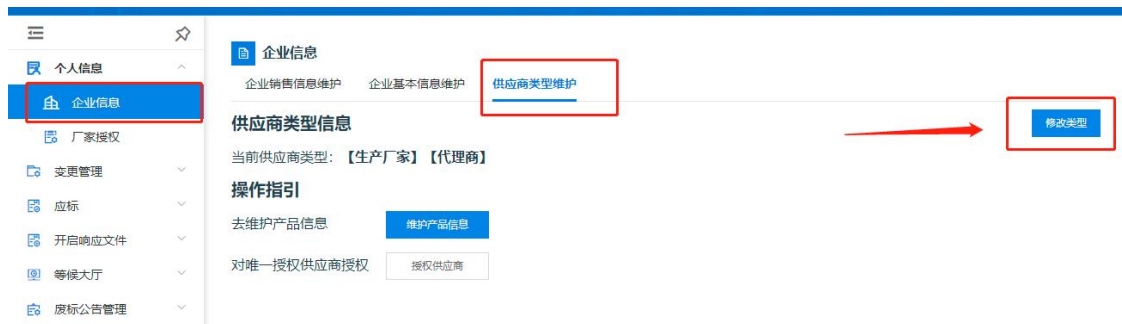 个人信息
企业信息
厂家授权
变更管理
应标
开启响应文件
等候大厅
废标公告管理
企业信息
企业销售信息维护 企业基本信息维护 供应商类型维护
供应商类型信息
修改类型
当前供应商类型：【生产厂家】【代理商】
操作指引
去维护产品信息 维护产品信息
对唯一授权供应商授权 授权供应商